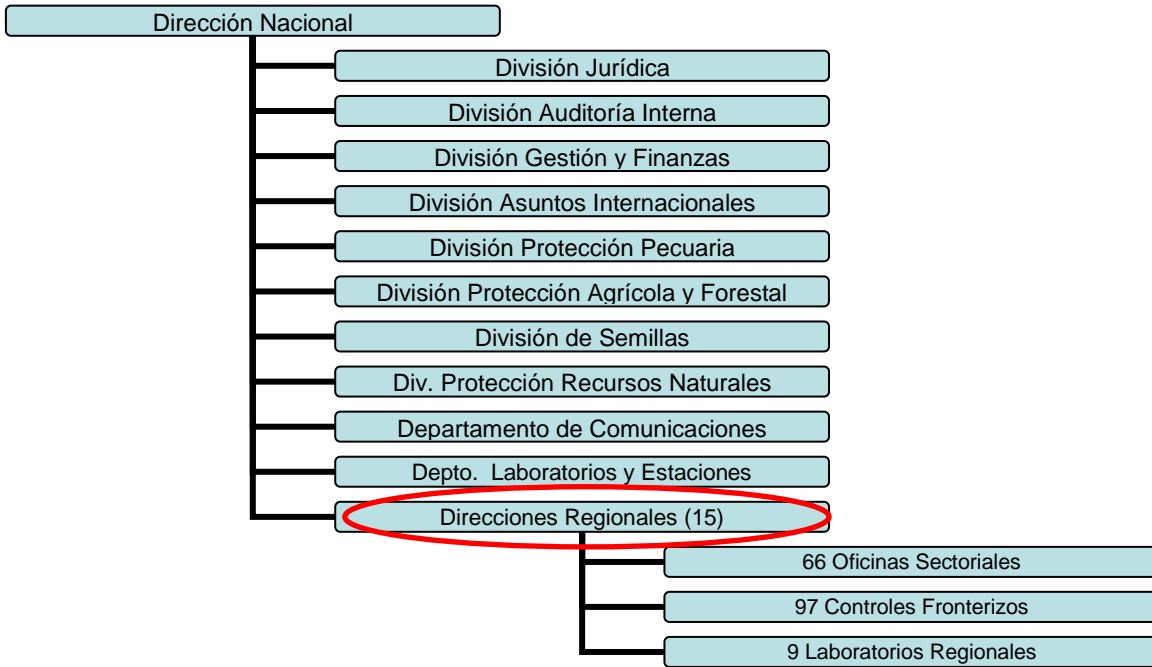 Dirección Nacional
División Jurídica
División Auditoría Interna
División Gestión y Finanzas
División Asuntos Internacionales
División Protección Pecuaria
División Protección Agrícola y Forestal
División de Semillas
Div. Protección Recursos Naturales
Departamento de Comunicaciones
Depto. Laboratorios y Estaciones
Direcciones Regionales (15)
66 Oficinas Sectoriales
97 Controles Fronterizos
9 Laboratorios Regionales